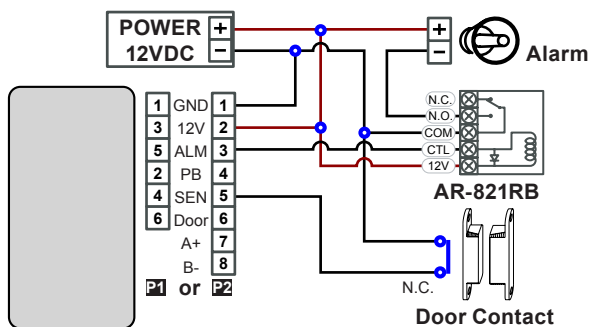 POWER +
12VDC −
+
−
Alarm
1 GND 1
3 12V 2
5 ALM 3
2 PB 4
4 SEN 5
6 Door 6
A+ 7
B- 8
P1 or P2
N.C.
N.O.
COM
CTL
12V
AR-821RB
N.C.
Door Contact